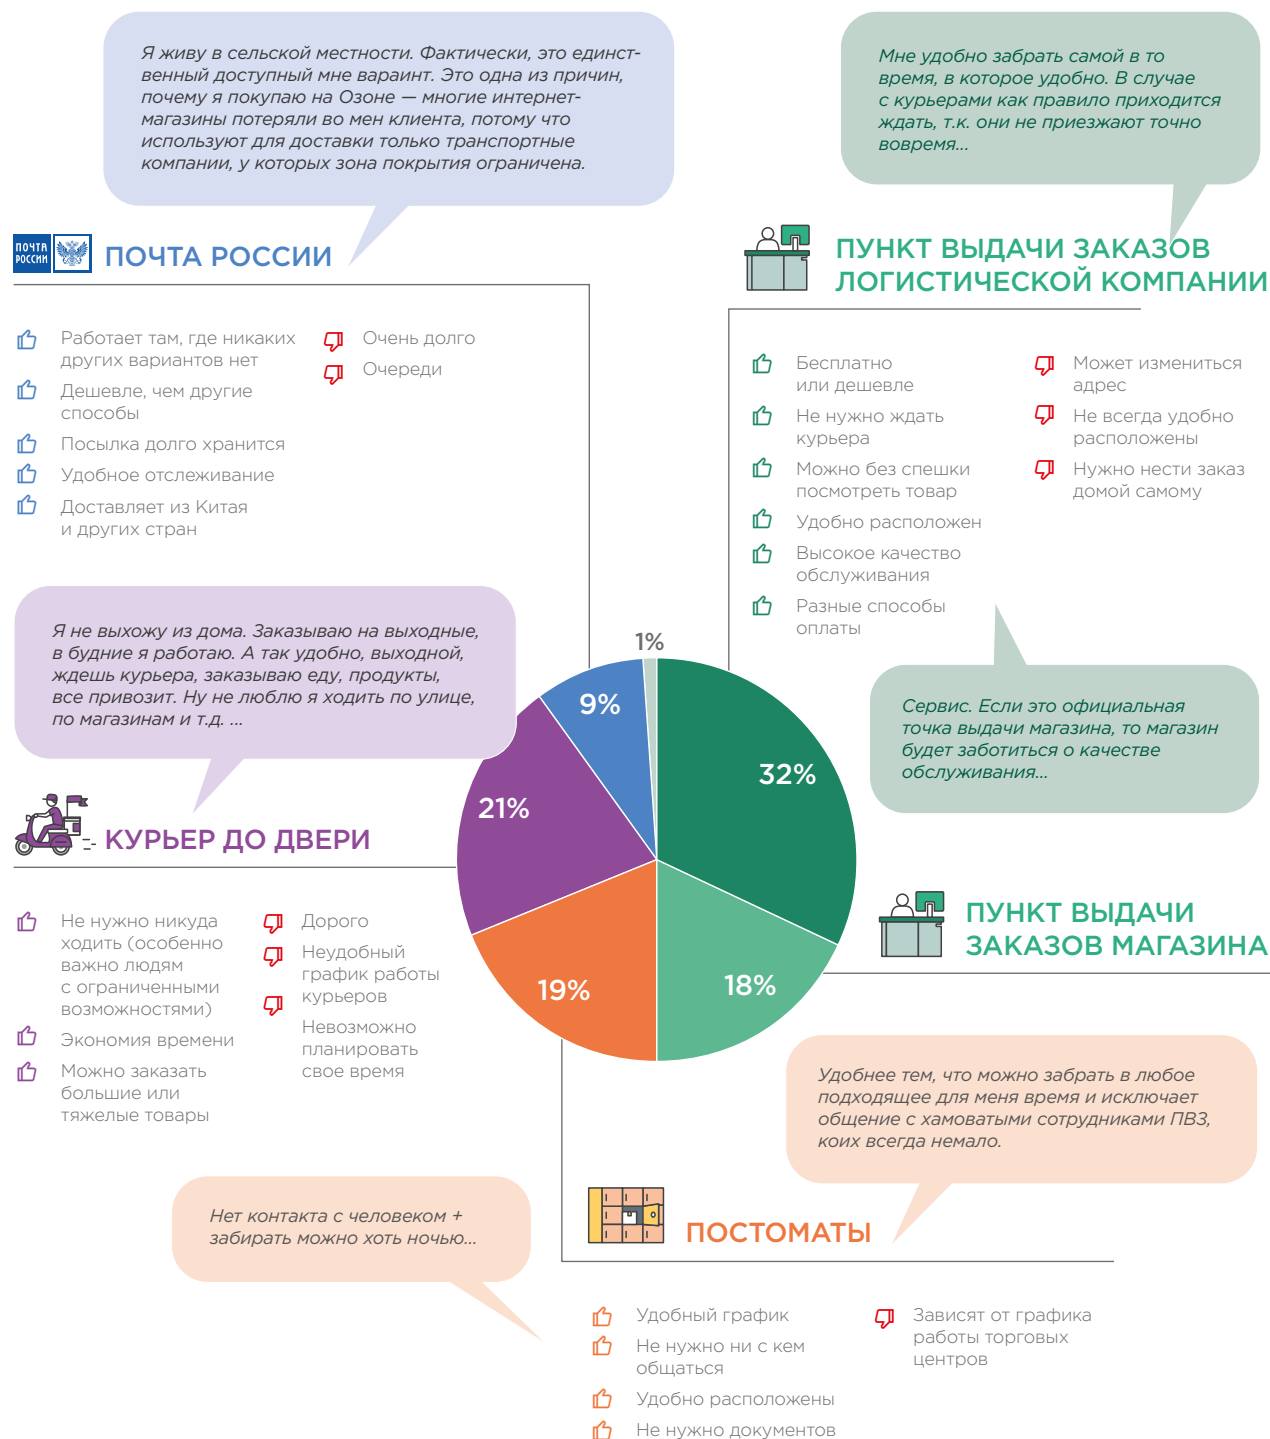 Я живу в сельской местности. Фактически, это единст-
венный доступный мне вараинт. Это одна из причин,
почему я покупаю на Озоне — многие интернет-
магазины потеряли во мен клиента, потому что
используют для доставки только транспортные
компании, у которых зона покрытия ограничена.
Мне удобно забрать самой в то
время, в которое удобно. В случае
с курьерами как правило приходится
ждать, т.к. они не приезжают точно
вовремя...
ПОЧТА
РОССИИ
ПОЧТА РОССИИ
Работает там, где никаких
других вариантов нет
Дешевле, чем другие
способы
Посылка долго хранится
Удобное отслеживание
Доставляет из Китая
и других стран
Очень долго
Очереди
ПУНКТ ВЫДАЧИ ЗАКАЗОВ
ЛОГИСТИЧЕСКОЙ КОМПАНИИ
Бесплатно
или дешевле
Не нужно ждать
курьера
Можно без спешки
посмотреть товар
Удобно расположен
Высокое качество
обслуживания
Разные способы
оплаты
Может измениться
адрес
Не всегда удобно
расположены
Нужно нести заказ
домой самому
Я не выхожу из дома. Заказываю на выходные,
в будние я работаю. А так удобно, выходной,
ждешь курьера, заказываю еду, продукты,
все привозит. Ну не люблю я ходить по улице,
по магазинам и т.д. ...
1%
9%
32%
21%
19%
18%
Сервис. Если это официальная
точка выдачи магазина, то магазин
будет заботиться о качестве
обслуживания...
КУРЬЕР ДО ДВЕРИ
Не нужно никуда
ходить (особенно
важно людям
с ограниченными
возможностями)
Экономия времени
Можно заказать
большие или
тяжелые товары
Дорого
Неудобный
график работы
курьеров
Невозможно
планировать
свое время
ПУНКТ ВЫДАЧИ
ЗАКАЗОВ МАГАЗИНА
Удобнее тем, что можно забрать в любое
подходящее для меня время и исключает
общение с хамоватыми сотрудниками ПВЗ,
коих всегда немало.
Нет контакта с человеком +
забирать можно хоть ночью...
ПОСТОМАТЫ
Удобный график
Не нужно ни с кем
общаться
Удобно расположены
Не нужно документов
Зависят от графика
работы торговых
центров